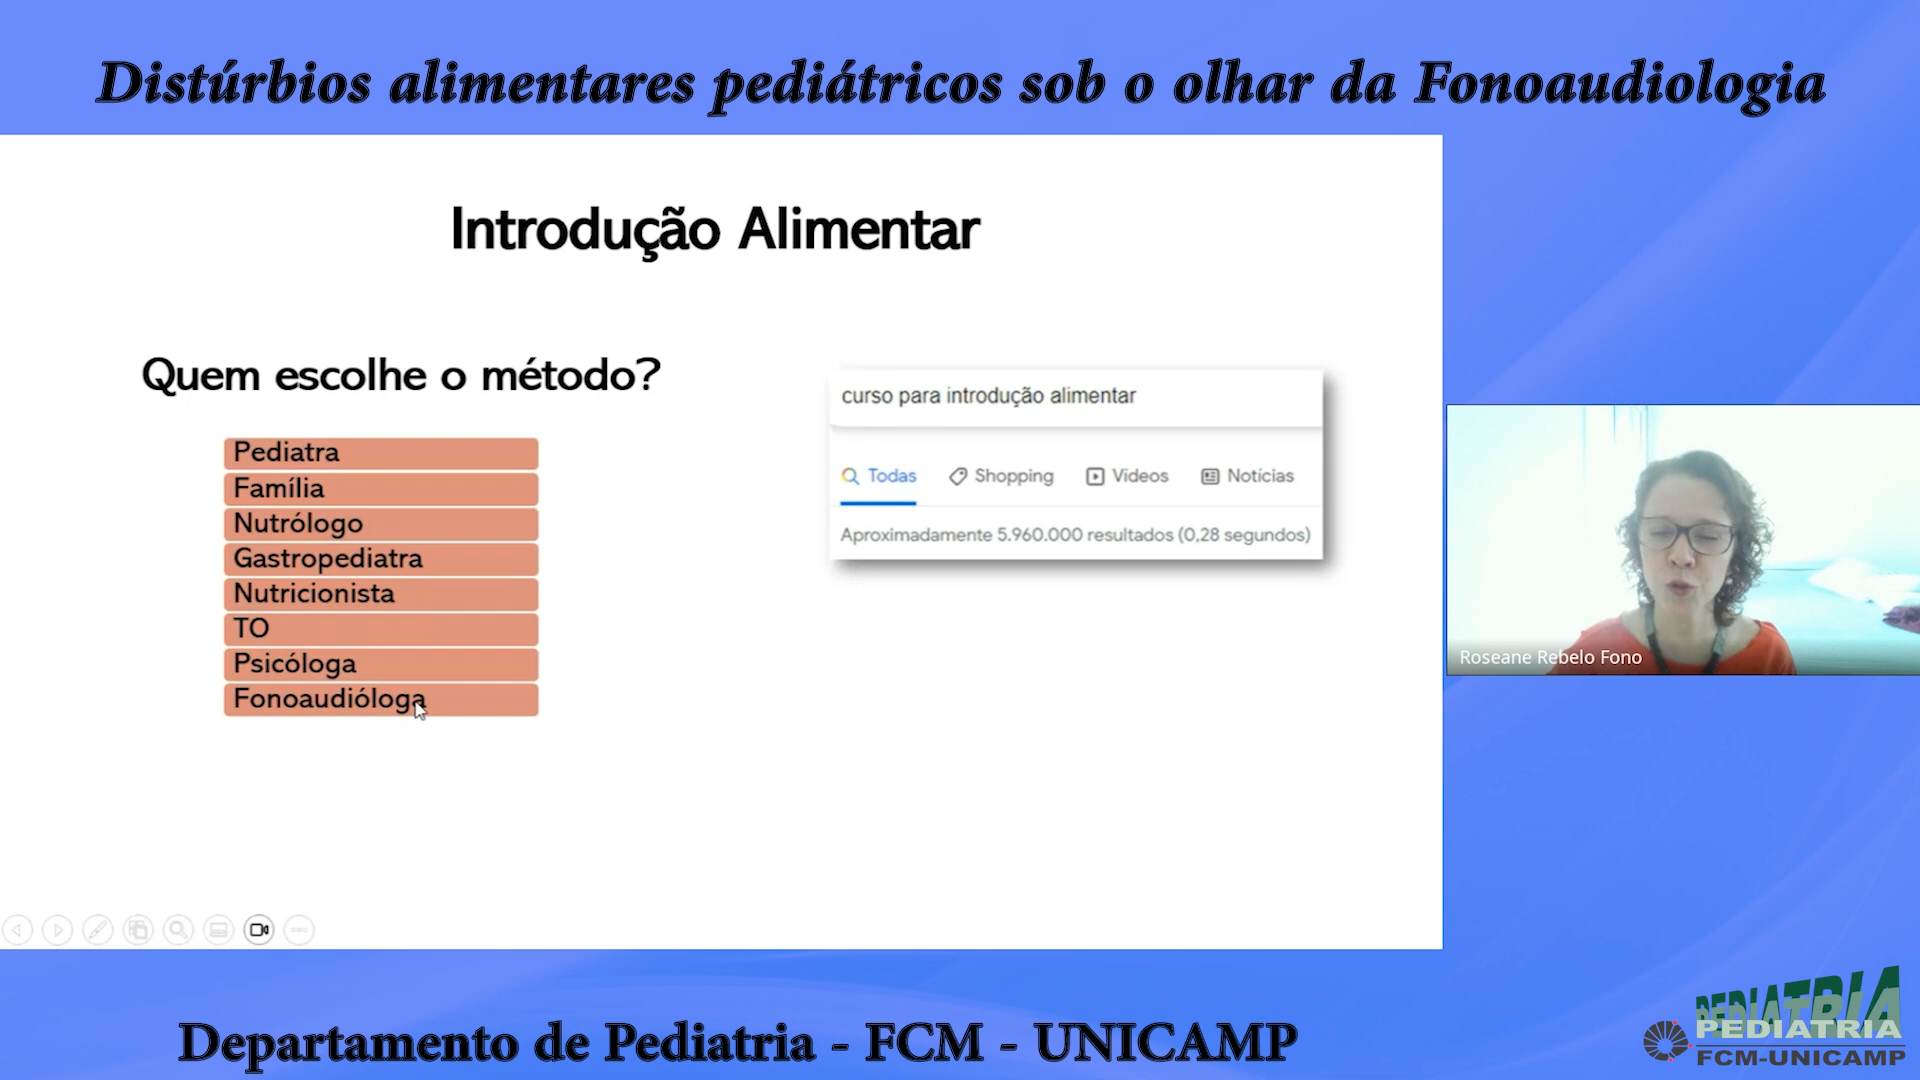 Distúrbios alimentares pediátricos sob o olhar da Fonoaudiologia
Introdução Alimentar
Quem escolhe o método?
Pediatra
Família
Nutrólogo
Gastropediatra
Nutricionista
TO
Psicóloga
Fonoaudióloga
curso para introdução alimentar
Todas Shopping Vídeos Notícias
Aproximadamente 5.960.000 resultados (0,28 segundos)
Roseane Rebelo Fono
Departamento de Pediatria - FCM - UNICAMP
PEDIATRIA
PEDIATRIA
FCM-UNICAMP